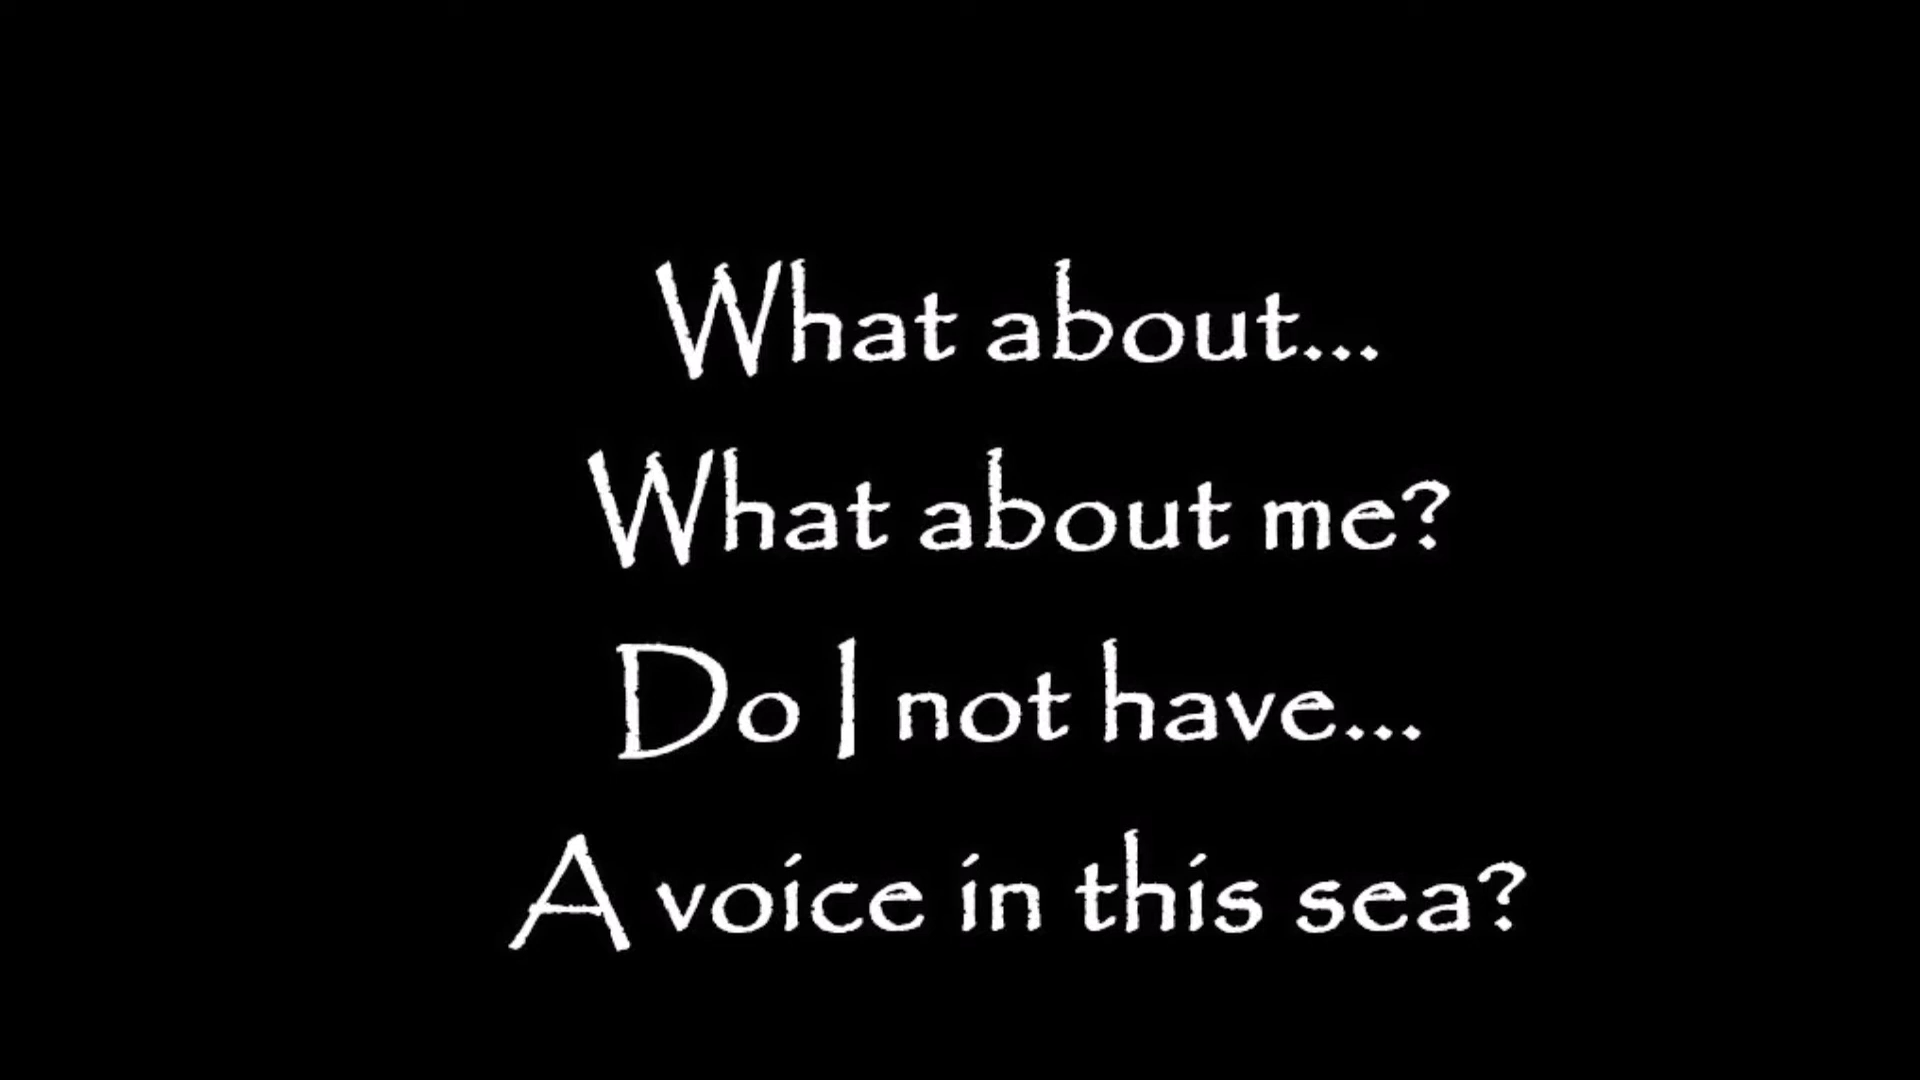 What about...
What about me?
Do I not have...
A voice in this sea?